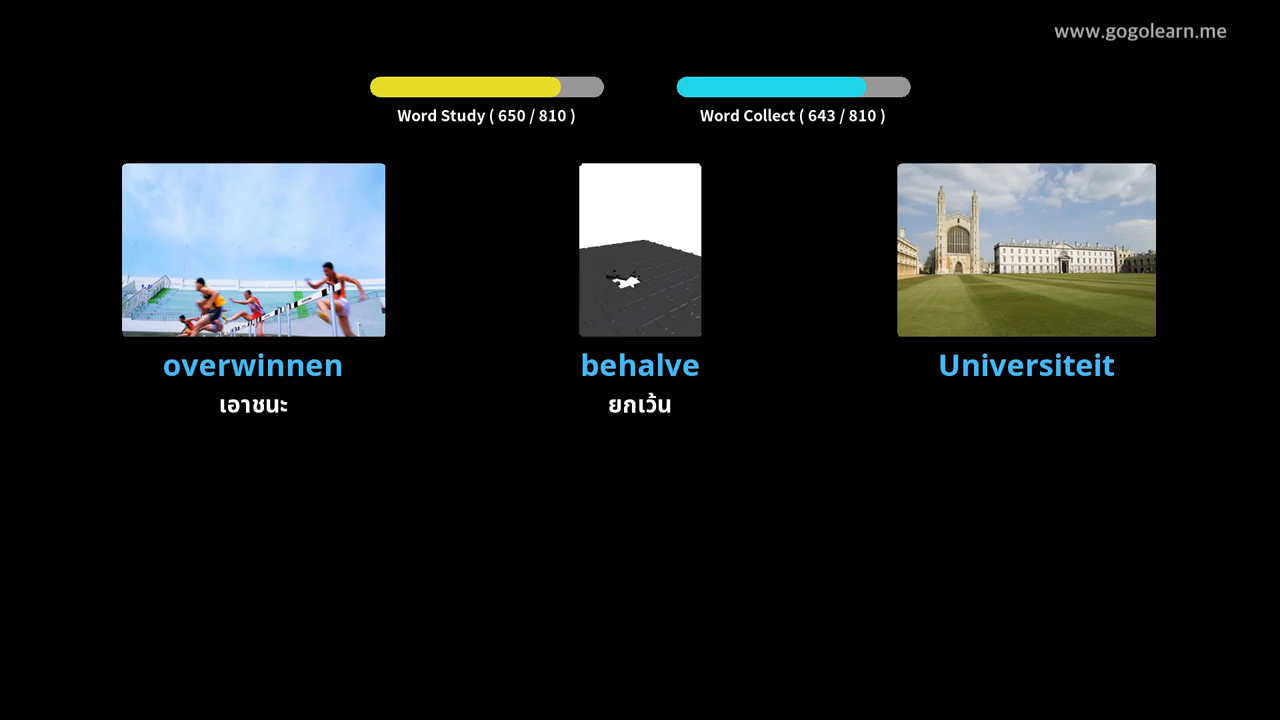 www.gogolearn.me
Word Study ( 650 / 810 )
Word Collect ( 643 / 810 )
overwinnen
behalve
Universiteit
เอาชนะ
ยกเว้น